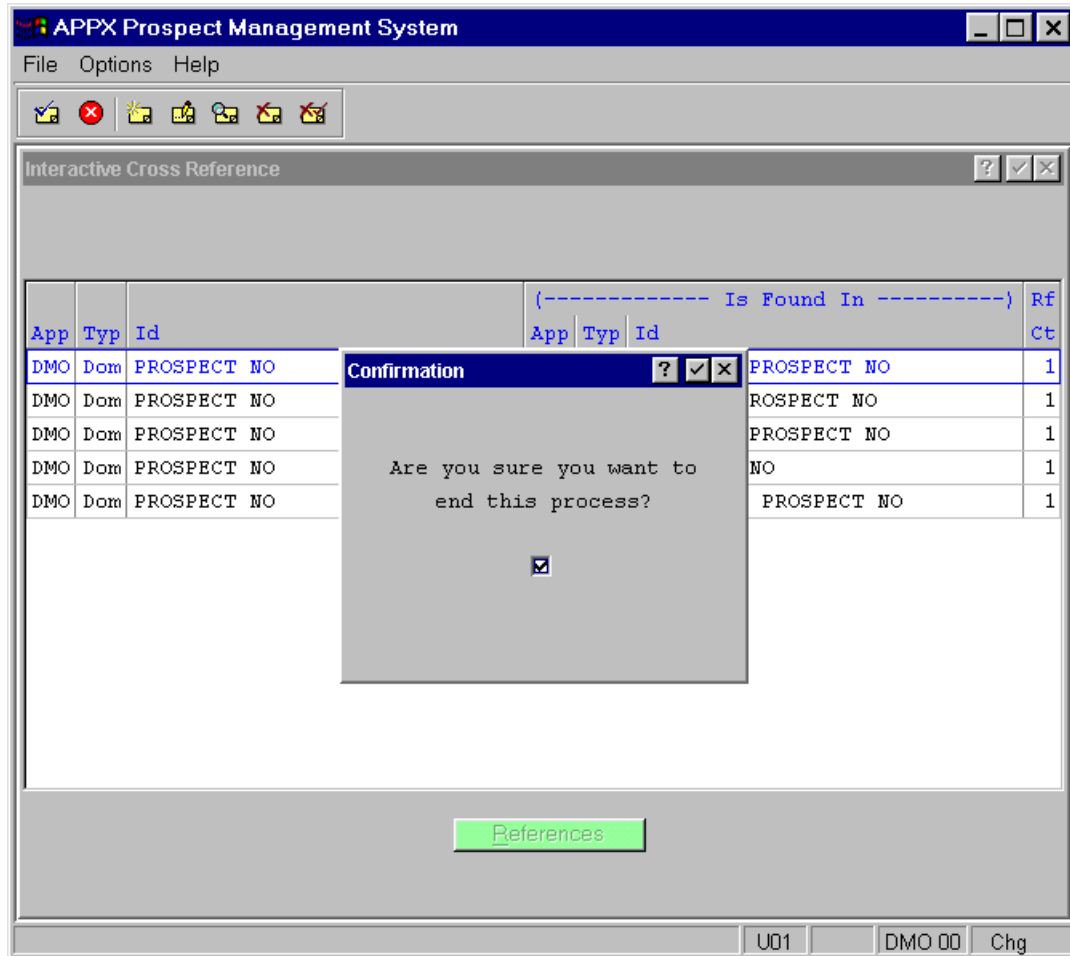 APPX Prospect Management System
File Options Help
Interactive Cross Reference
(------------- Is Found In ----------) Rf
App Typ Id App Typ Id Ct
DMO Dom PROSPECT NO PROSPECT NO 1
DMO Dom PROSPECT NO ROSPECT NO 1
DMO Dom PROSPECT NO PROSPECT NO 1
DMO Dom PROSPECT NO NO 1
DMO Dom PROSPECT NO PROSPECT NO 1
Confirmation
Are you sure you want to
end this process?
References
U01 DMO 00 Chg